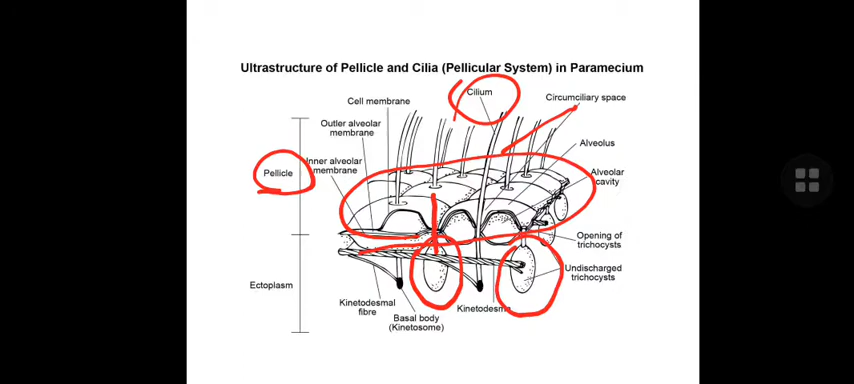 Ultrastructure of Pellicle and Cilia (Pellicular System) in Paramecium
Cilium
Cell membrane
Circumciliary space
Outler alveolar
membrane
Alveolus
Inner alveolar
membrane
Pellicle
Alveolar
cavity
Opening of
trichocysts
Undischarged
trichocysts
Ectoplasm
Kinetodesmal
fibre
Kinetodesma
Basal body
(Kinetosome)